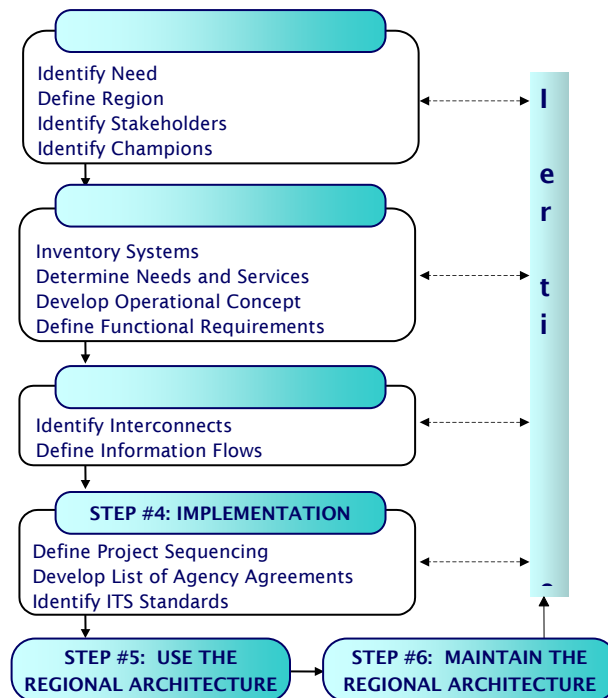 Identify Need
Define Region
Identify Stakeholders
Identify Champions
Inventory Systems
Determine Needs and Services
Develop Operational Concept
Define Functional Requirements
Identify Interconnects
Define Information Flows
STEP #4: IMPLEMENTATION
Define Project Sequencing
Develop List of Agency Agreements
Identify ITS Standards
STEP #5: USE THE
REGIONAL ARCHITECTURE
STEP #6: MAINTAIN THE
REGIONAL ARCHITECTURE
e
r
t
i